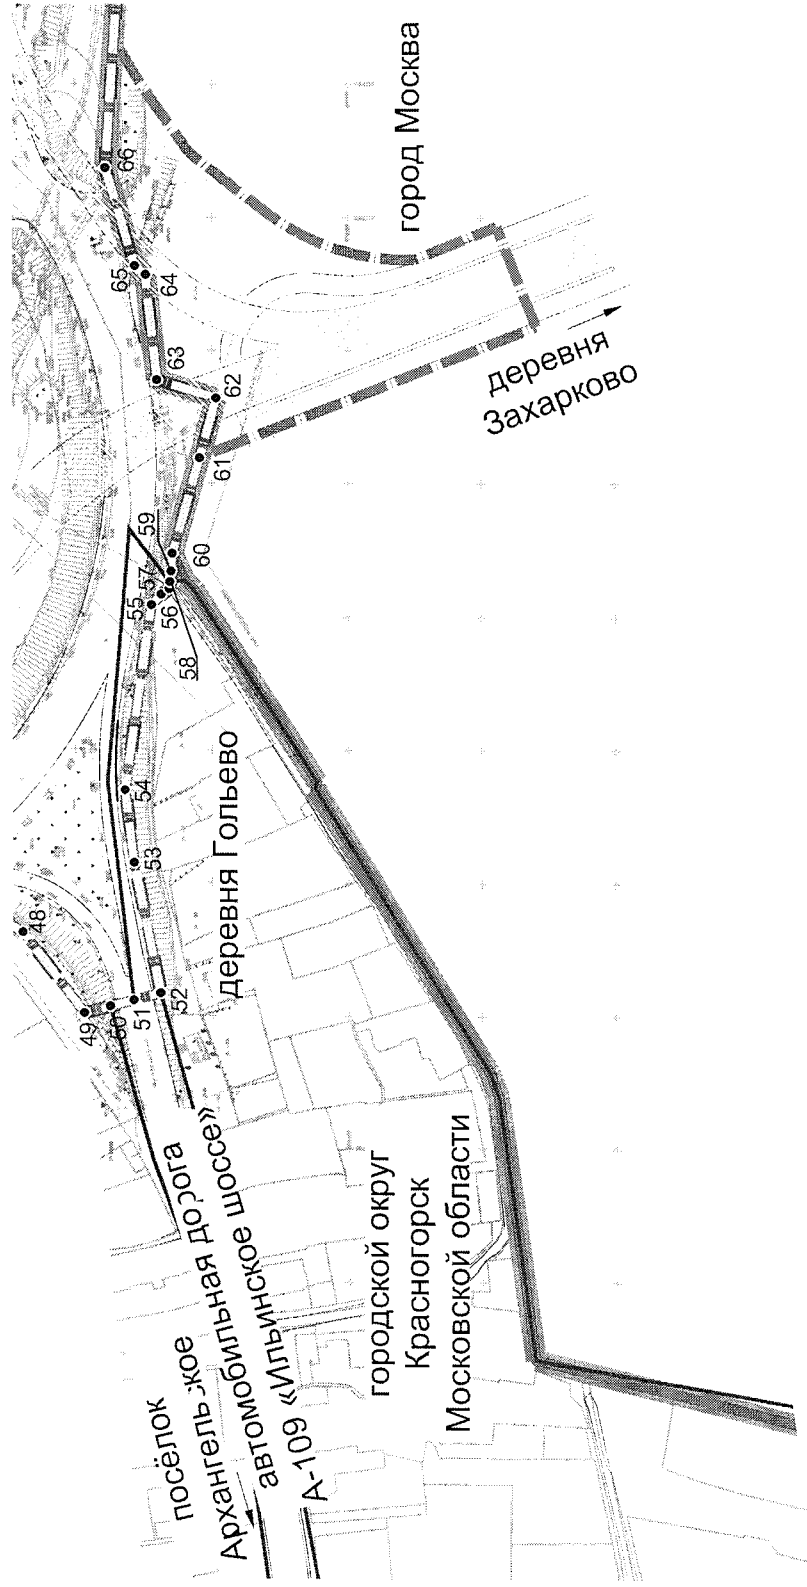 город Москва
деревня
Захарково
деревня Гольево
городской округ
Красногорск
Московской области
посёлок
Архангельское
автомобильная дорога
А-109 «Ильинское шоссе»
48
49
50
51
52
53
54
55
56
57
58
59
60
61
62
63
64
65
66